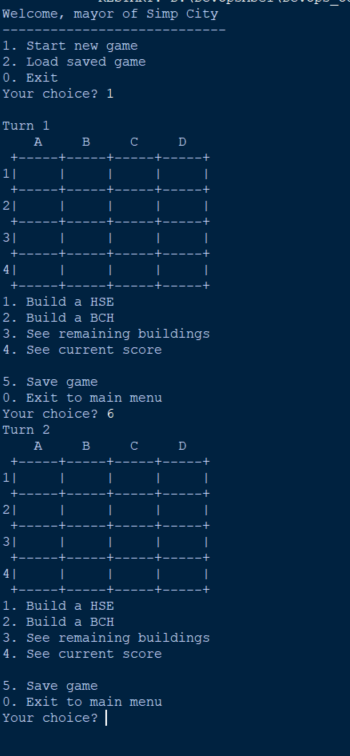 Welcome, mayor of Simp City
----------------------------
1. Start new game
2. Load saved game
0. Exit
Your choice? 1

Turn 1
    A     B     C     D
 +-----+-----+-----+-----+
1|     |     |     |     |
 +-----+-----+-----+-----+
2|     |     |     |     |
 +-----+-----+-----+-----+
3|     |     |     |     |
 +-----+-----+-----+-----+
4|     |     |     |     |
 +-----+-----+-----+-----+
1. Build a HSE
2. Build a BCH
3. See remaining buildings
4. See current score

5. Save game
0. Exit to main menu
Your choice? 6
Turn 2
    A     B     C     D
 +-----+-----+-----+-----+
1|     |     |     |     |
 +-----+-----+-----+-----+
2|     |     |     |     |
 +-----+-----+-----+-----+
3|     |     |     |     |
 +-----+-----+-----+-----+
4|     |     |     |     |
 +-----+-----+-----+-----+
1. Build a HSE
2. Build a BCH
3. See remaining buildings
4. See current score

5. Save game
0. Exit to main menu
Your choice?